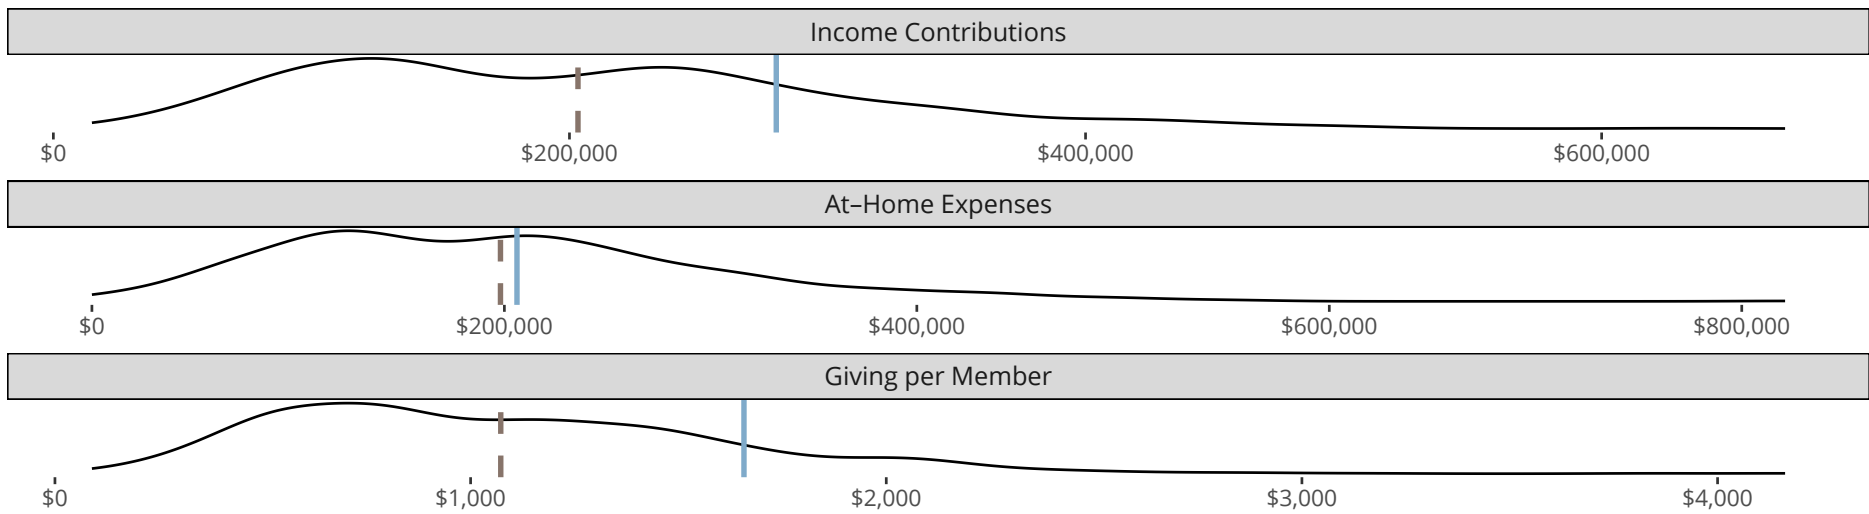 Income Contributions
$0 $200,000 $400,000 $600,000
At–Home Expenses
$0 $200,000 $400,000 $600,000 $800,000
Giving per Member
$0 $1,000 $2,000 $3,000 $4,000